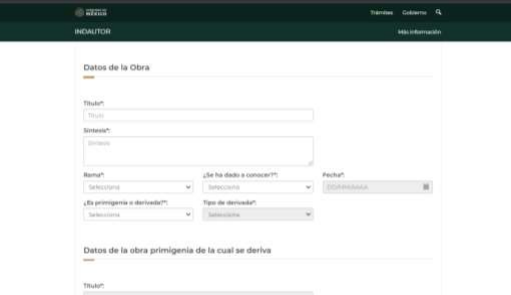 GOBIERNO DE
MÉXICO
Trámites Gobierno
INDAUTOR
Más información
Datos de la Obra
Título*:
Título
Síntesis*:
Síntesis
Rama*:
¿Se ha dado a conocer?*:
Fecha*:
Selecciona
Selecciona
DD/MM/AAAA
¿Es primigenia o derivada?*:
Tipo de derivada*:
Selecciona
Selecciona
Datos de la obra primigenia de la cual se deriva
Título*: